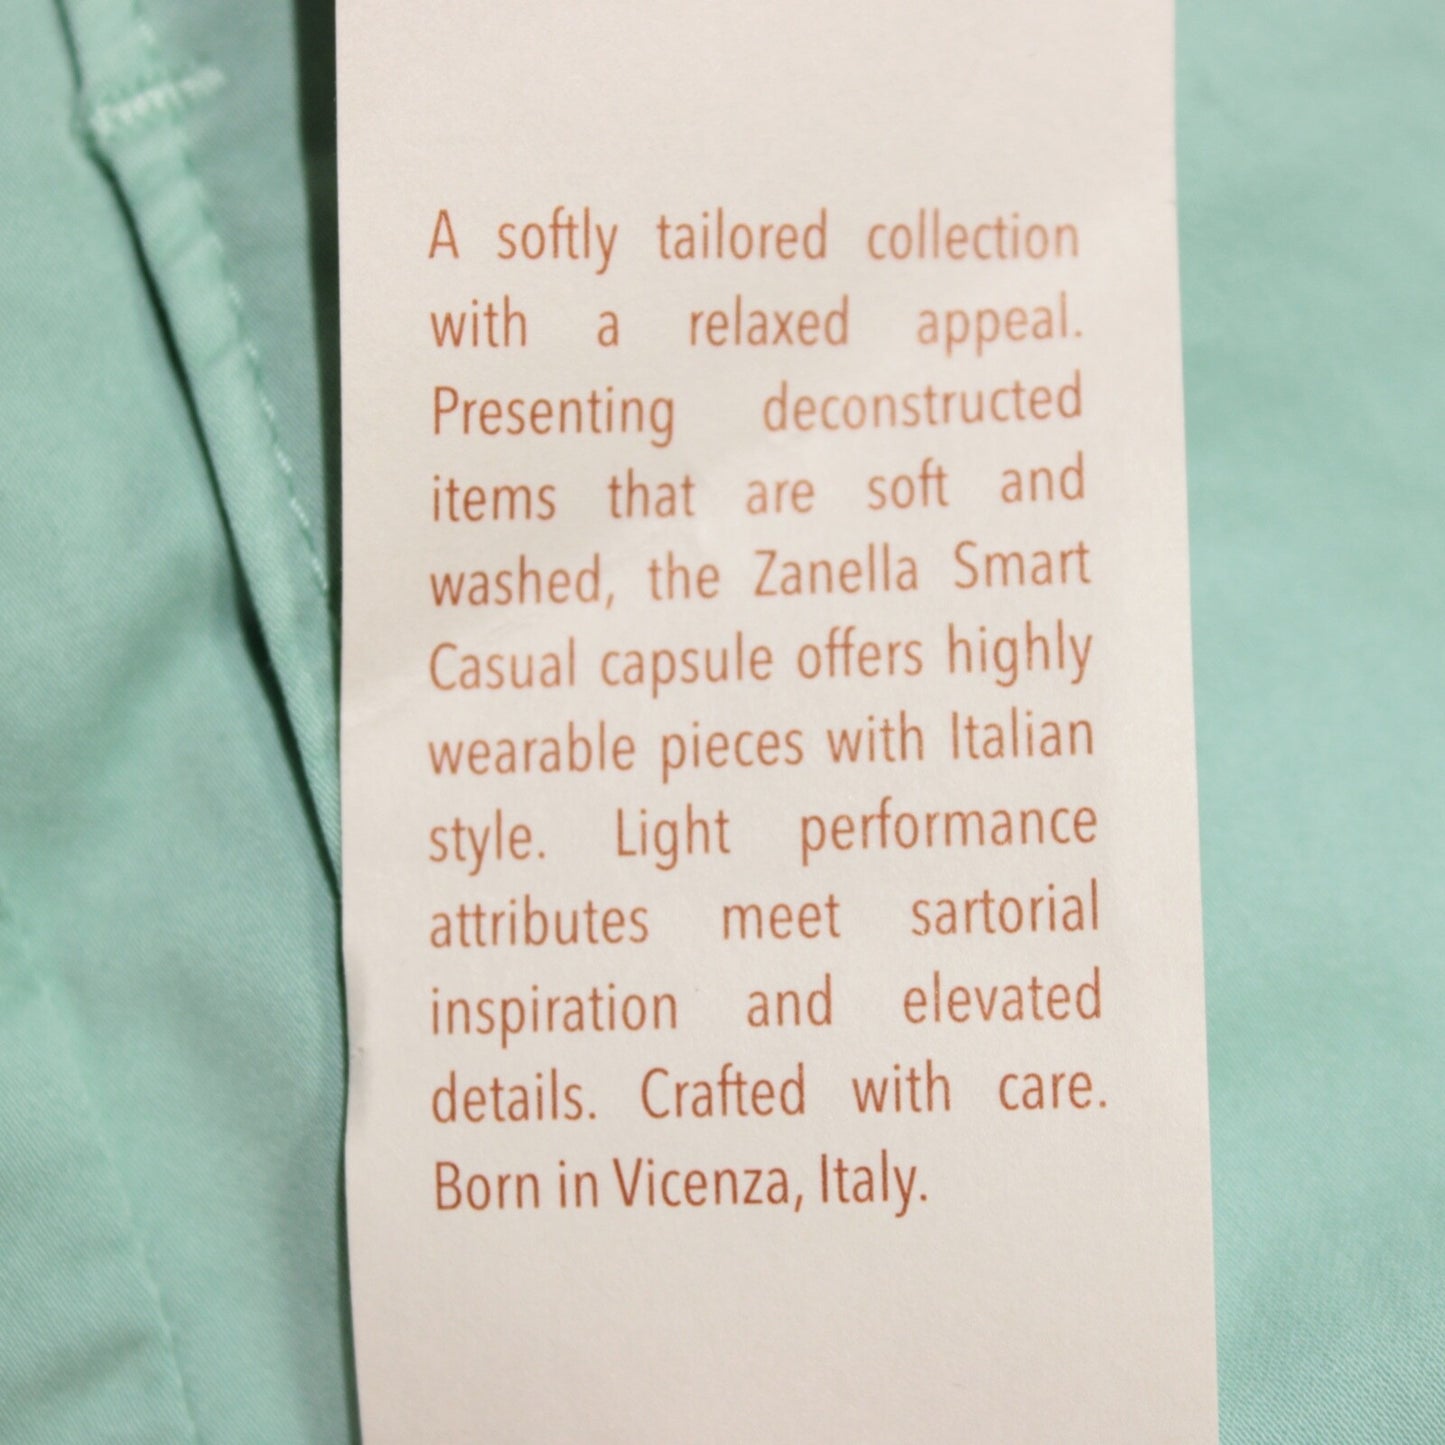 A softly tailored collection
with a relaxed appeal.
Presenting deconstructed
items that are soft and
washed, the Zanella Smart
Casual capsule offers highly
wearable pieces with Italian
style. Light performance
attributes meet sartorial
inspiration and elevated
details. Crafted with care.
Born in Vicenza, Italy.